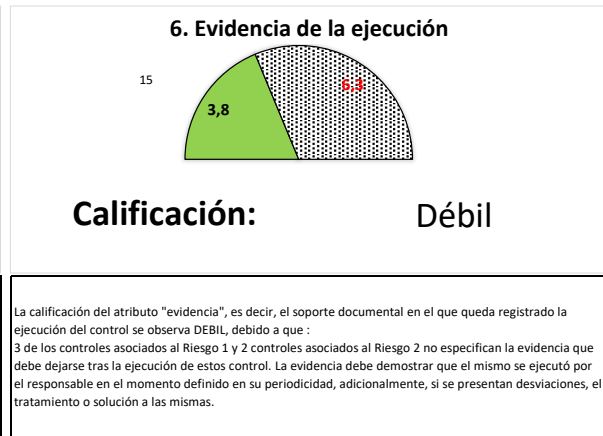 6. Evidencia de la ejecución
15
3,8
6,3
Calificación:
Débil
La calificación del atributo "evidencia", es decir, el soporte documental en el que queda registrado la
ejecución del control se observa DEBIL, debido a que :
3 de los controles asociados al Riesgo 1 y 2 controles asociados al Riesgo 2 no especifican la evidencia que
debe dejarse tras la ejecución de estos control. La evidencia debe demostrar que el mismo se ejecutó por
el responsable en el momento definido en su periodicidad, adicionalmente, si se presentan desviaciones, el
tratamiento o solución a las mismas.